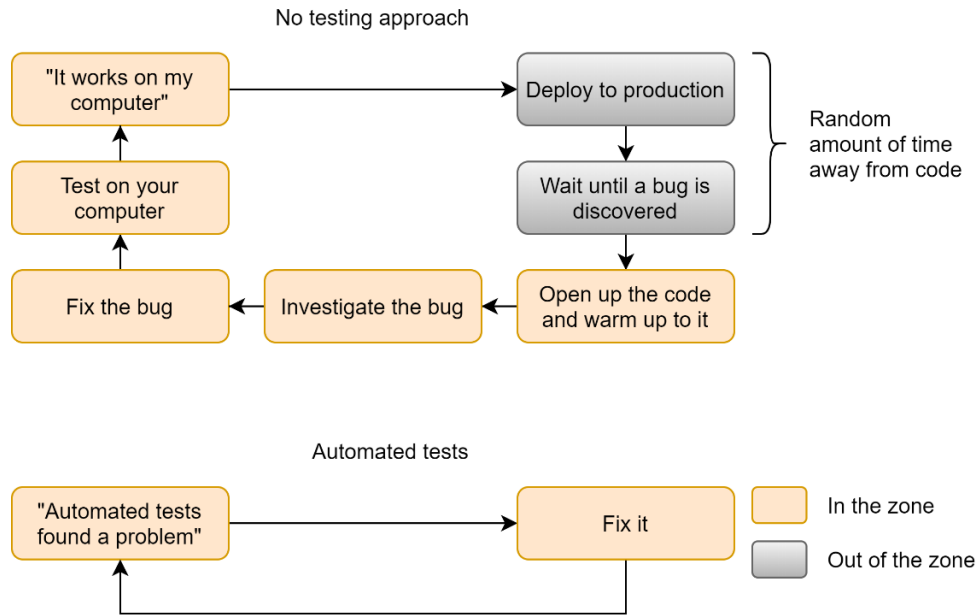 No testing approach
"It works on my
computer"
Deploy to production
Random
amount of time
away from code
Test on your
computer
Wait until a bug is
discovered
Fix the bug
Investigate the bug
Open up the code
and warm up to it
Automated tests
"Automated tests
found a problem"
Fix it
In the zone
Out of the zone